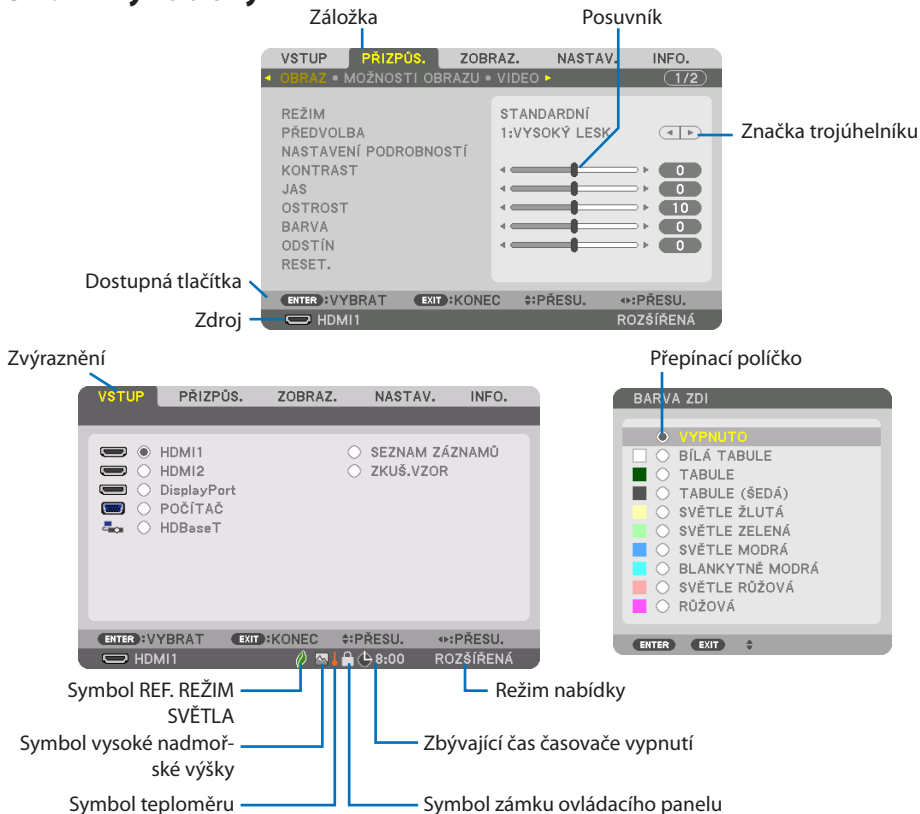 Záložka
Posuvník
VSTUP PŘIZPŮS. ZOBRAZ. NASTAV. INFO.
OBRAZ • MOŽNOSTI OBRAZU • VIDEO 1/2
REŽIM STANDARDNÍ
PŘEDVOLBA 1:VYSOKÝ LESK
Značka trojúhelníku
NASTAVENÍ PODROBNOSTÍ
KONTRAST 0
JAS 0
OSTROST 10
BARVA 0
ODSTÍN 0
RESET.
Dostupná tlačítka
ENTER:VYBRAT EXIT:KONEC PŘESU. PŘESU.
Zdroj
HDMI1 ROZŠÍŘENÁ
Zvýraznění
VSTUP PŘIZPŮS. ZOBRAZ. NASTAV. INFO.
HDMI1 SEZNAM ZÁZNAMŮ
HDMI2 ZKUŠ.VZOR
DisplayPort
POČÍTAČ
HDBaseT
ENTER:VYBRAT EXIT:KONEC PŘESU. PŘESU.
HDMI1 8:00 ROZŠÍŘENÁ
Přepínací políčko
BARVA ZDI
VYPNUTO
BÍLÁ TABULE
TABULE
TABULE (ŠEDÁ)
SVĚTLE ŽLUTÁ
SVĚTLE ZELENÁ
SVĚTLE MODRÁ
BLANKYTNĚ MODRÁ
SVĚTLE RŮŽOVÁ
RŮŽOVÁ
ENTER EXIT
Symbol REF. REŽIM
SVĚTLA
Režim nabídky
Symbol vysoké nadmoř-
ské výšky
Zbývající čas časovače vypnutí
Symbol teploměru
Symbol zámku ovládacího panelu